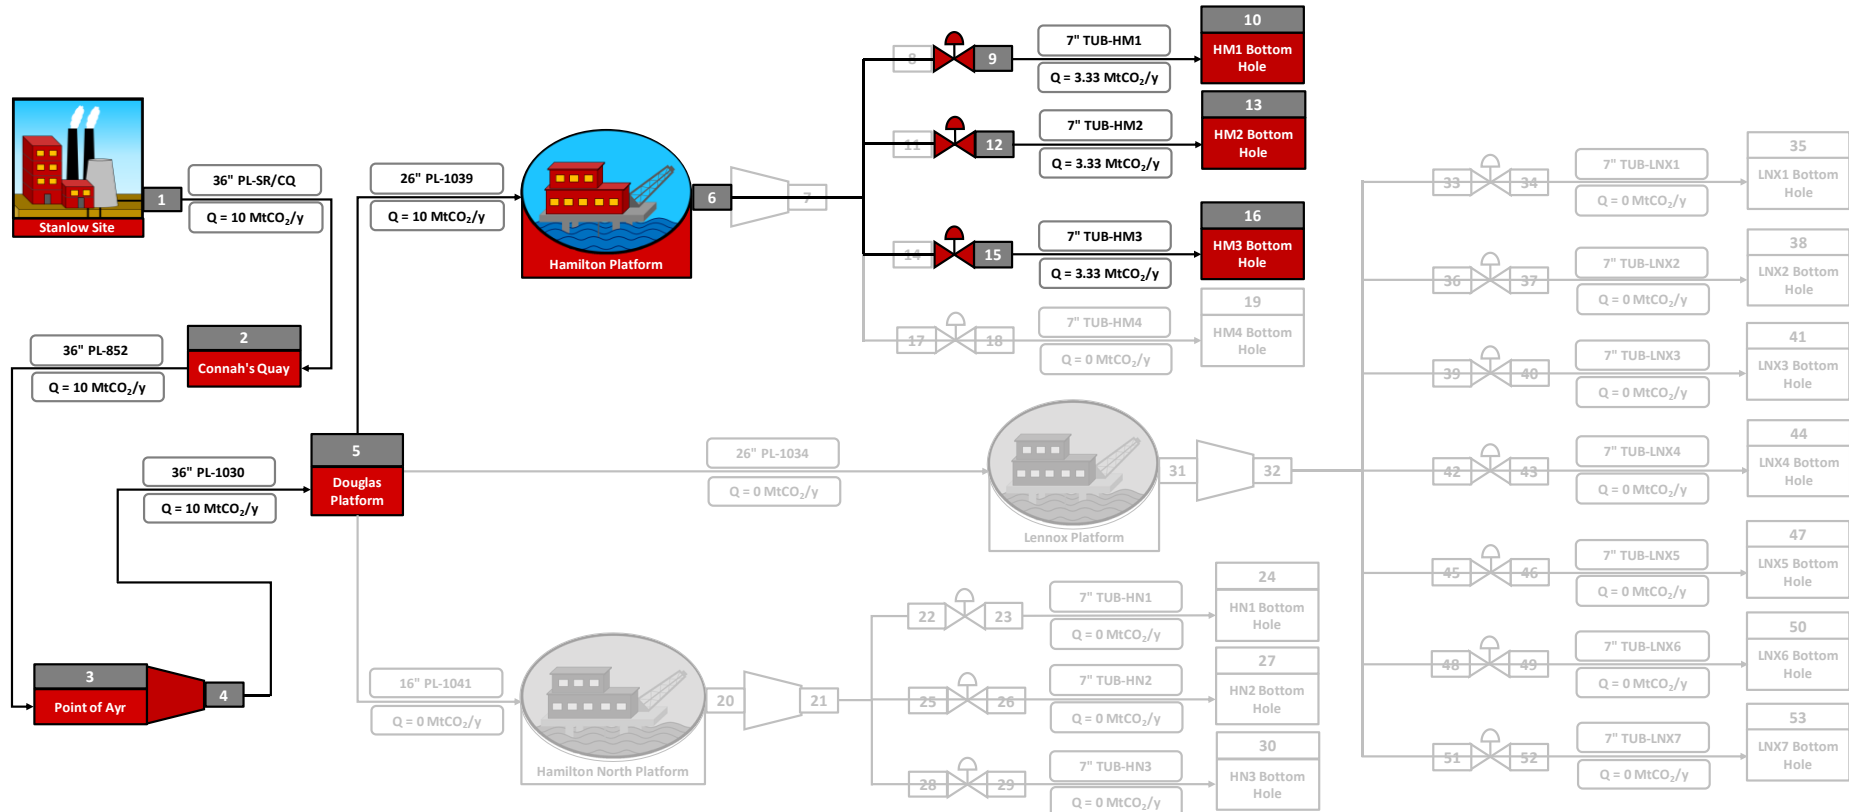 1
Stanlow Site
36" PL-SR/CQ
Q = 10 MtCO₂/y
2
Connah's Quay
36" PL-852
Q = 10 MtCO₂/y
3
Point of Ayr
4
36" PL-1030
Q = 10 MtCO₂/y
5
Douglas
Platform
26" PL-1039
Q = 10 MtCO₂/y
Hamilton Platform
6
7
8
9
7" TUB-HM1
Q = 3.33 MtCO₂/y
10
HM1 Bottom
Hole
11
12
7" TUB-HM2
Q = 3.33 MtCO₂/y
13
HM2 Bottom
Hole
14
15
7" TUB-HM3
Q = 3.33 MtCO₂/y
16
HM3 Bottom
Hole
17
18
7" TUB-HM4
Q = 0 MtCO₂/y
19
HM4 Bottom
Hole
26" PL-1034
Q = 0 MtCO₂/y
Lennox Platform
31
32
16" PL-1041
Q = 0 MtCO₂/y
Hamilton North Platform
20
21
22
23
7" TUB-HN1
Q = 0 MtCO₂/y
24
HN1 Bottom
Hole
25
26
7" TUB-HN2
Q = 0 MtCO₂/y
27
HN2 Bottom
Hole
28
29
7" TUB-HN3
Q = 0 MtCO₂/y
30
HN3 Bottom
Hole
33
34
7" TUB-LNX1
Q = 0 MtCO₂/y
35
LNX1 Bottom
Hole
36
37
7" TUB-LNX2
Q = 0 MtCO₂/y
38
LNX2 Bottom
Hole
39
40
7" TUB-LNX3
Q = 0 MtCO₂/y
41
LNX3 Bottom
Hole
42
43
7" TUB-LNX4
Q = 0 MtCO₂/y
44
LNX4 Bottom
Hole
45
46
7" TUB-LNX5
Q = 0 MtCO₂/y
47
LNX5 Bottom
Hole
48
49
7" TUB-LNX6
Q = 0 MtCO₂/y
50
LNX6 Bottom
Hole
51
52
7" TUB-LNX7
Q = 0 MtCO₂/y
53
LNX7 Bottom
Hole